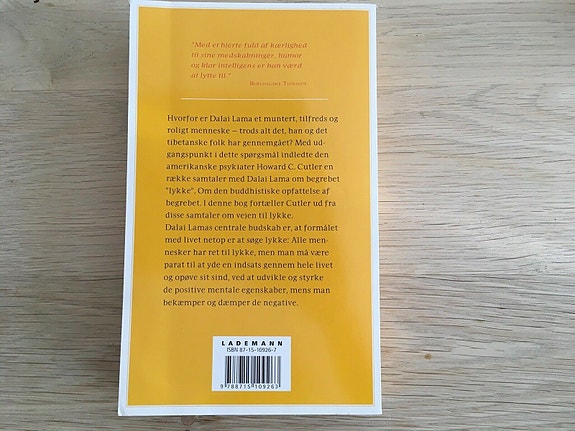 "Med et hjerte fuld af kærlighed
til sine medskabninger, humor
og klar intelligens er han værd
at lytte til."
BERLINGSKE TIDENDE
Hvorfor er Dalai Lama et muntert, tilfreds og
roligt menneske – trods alt det, han og det
tibetanske folk har gennemgået? Med ud-
gangspunkt i dette spørgsmål indledte den
amerikanske psykiater Howard C. Cutler en
række samtaler med Dalai Lama om begrebet
"lykke". Om den buddhistiske opfattelse af
begrebet. I denne bog fortæller Cutler ud fra
disse samtaler om vejen til lykke.
Dalai Lamas centrale budskab er, at formålet
med livet netop er at søge lykke: Alle men-
nesker har ret til lykke, men man må være
parat til at yde en indsats gennem hele livet
og opøve sit sind, ved at udvikle og styrke
de positive mentale egenskaber, mens man
bekæmper og dæmper de negative.
LADEMANN
ISBN 87-15-10926-7
9 788715 109263